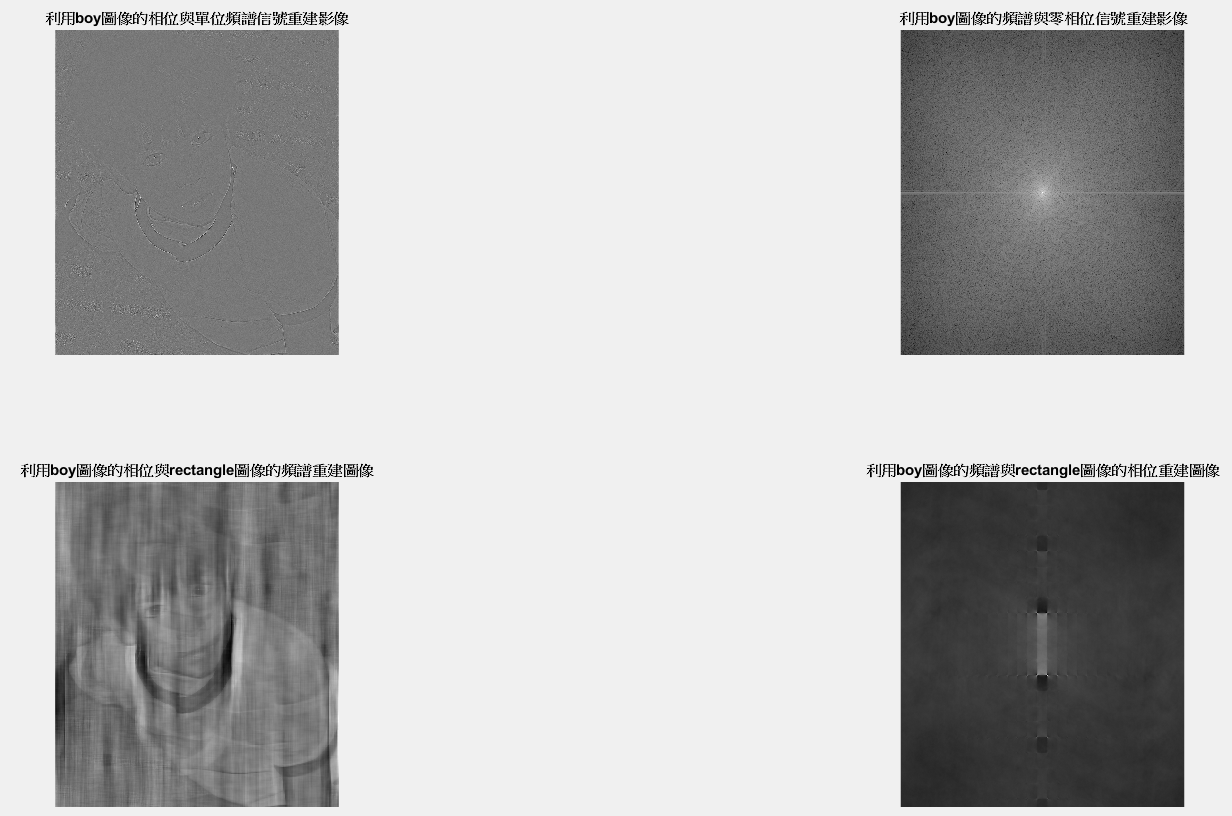 利用boy圖像的相位與單位頻譜信號重建影像
利用boy圖像的頻譜與零相位信號重建影像
利用boy圖像的相位與rectangle圖像的頻譜重建圖像
利用boy圖像的頻譜與rectangle圖像的相位重建圖像